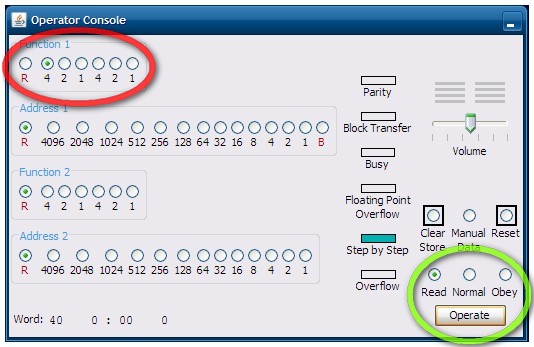 Operator Console
Function 1
R 4 2 1 4 2 1
Parity
Address 1
Block Transfer
R 4096 2048 1024 512 256 128 64 32 16 8 4 2 1 B
Volume
Busy
Function 2
R 4 2 1 4 2 1
Floating Point
Overflow
Clear
Store
Manual
Data
Reset
Address 2
Step by Step
R 4096 2048 1024 512 256 128 64 32 16 8 4 2 1
Overflow
Read Normal Obey
Operate
Word: 40 0 : 00 0